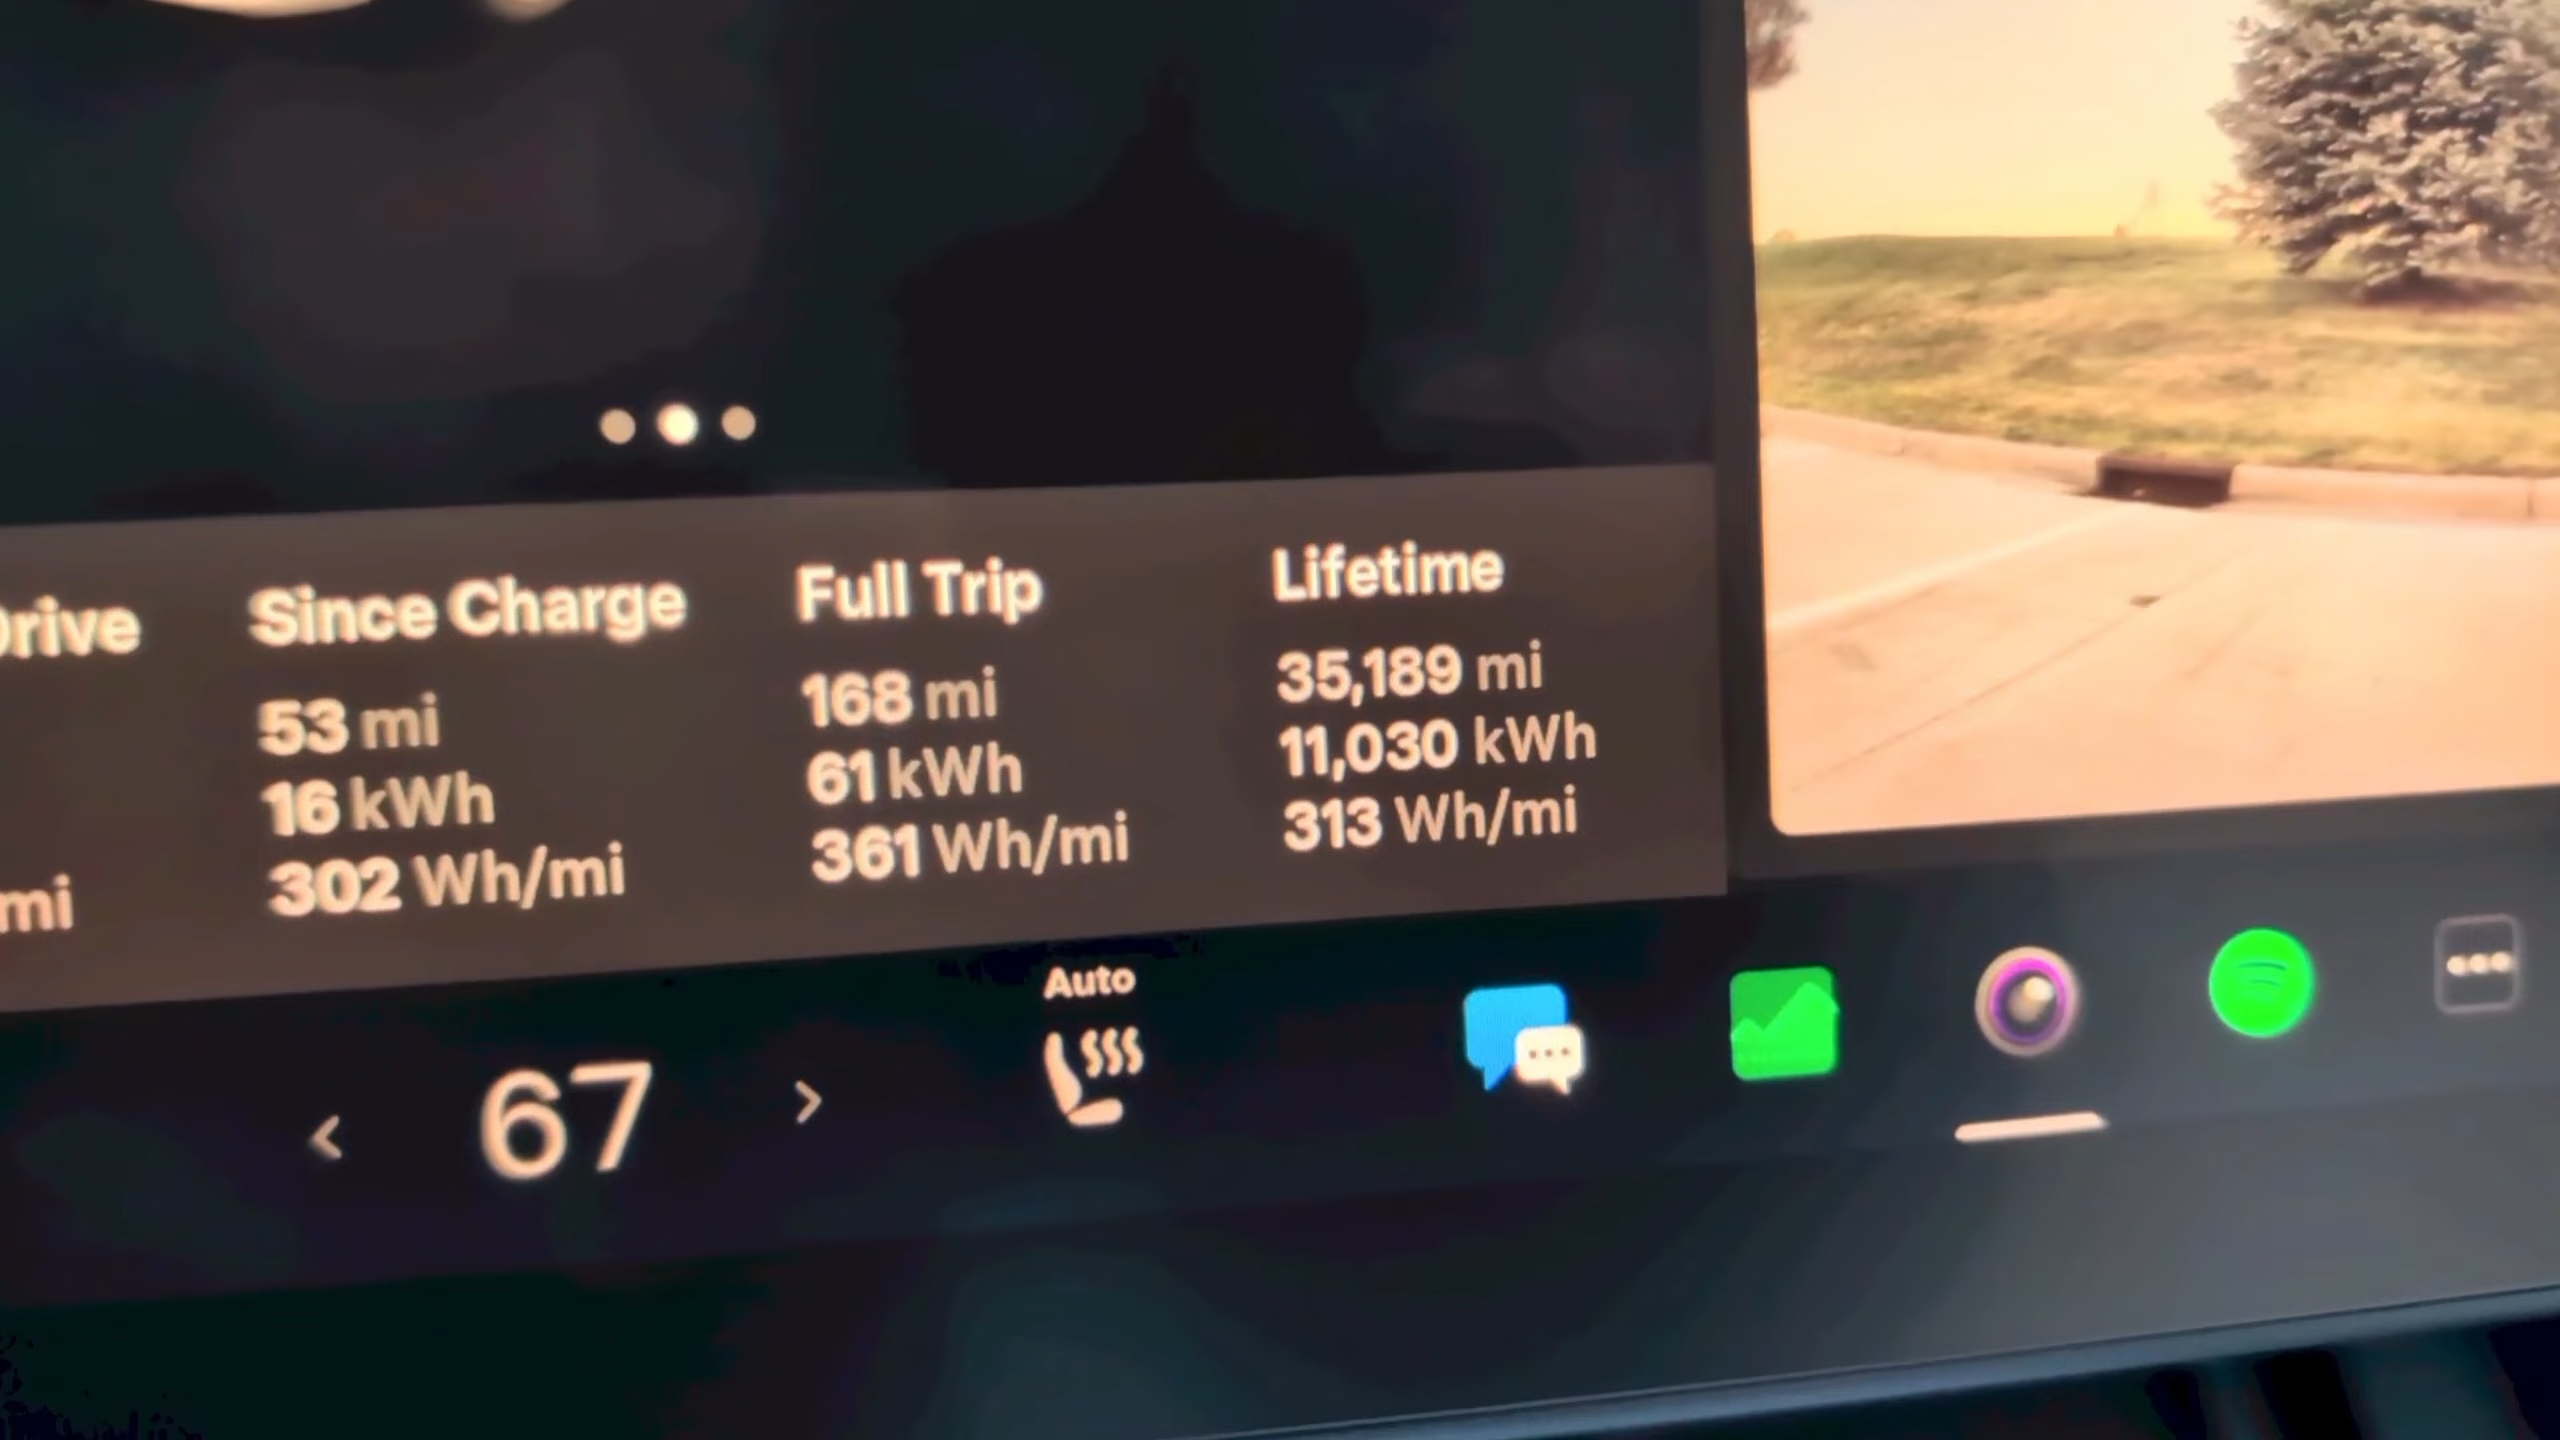 Drive
mi
Since Charge
53 mi
16 kWh
302 Wh/mi
Full Trip
168 mi
61 kWh
361 Wh/mi
Lifetime
35,189 mi
11,030 kWh
313 Wh/mi
Auto
67